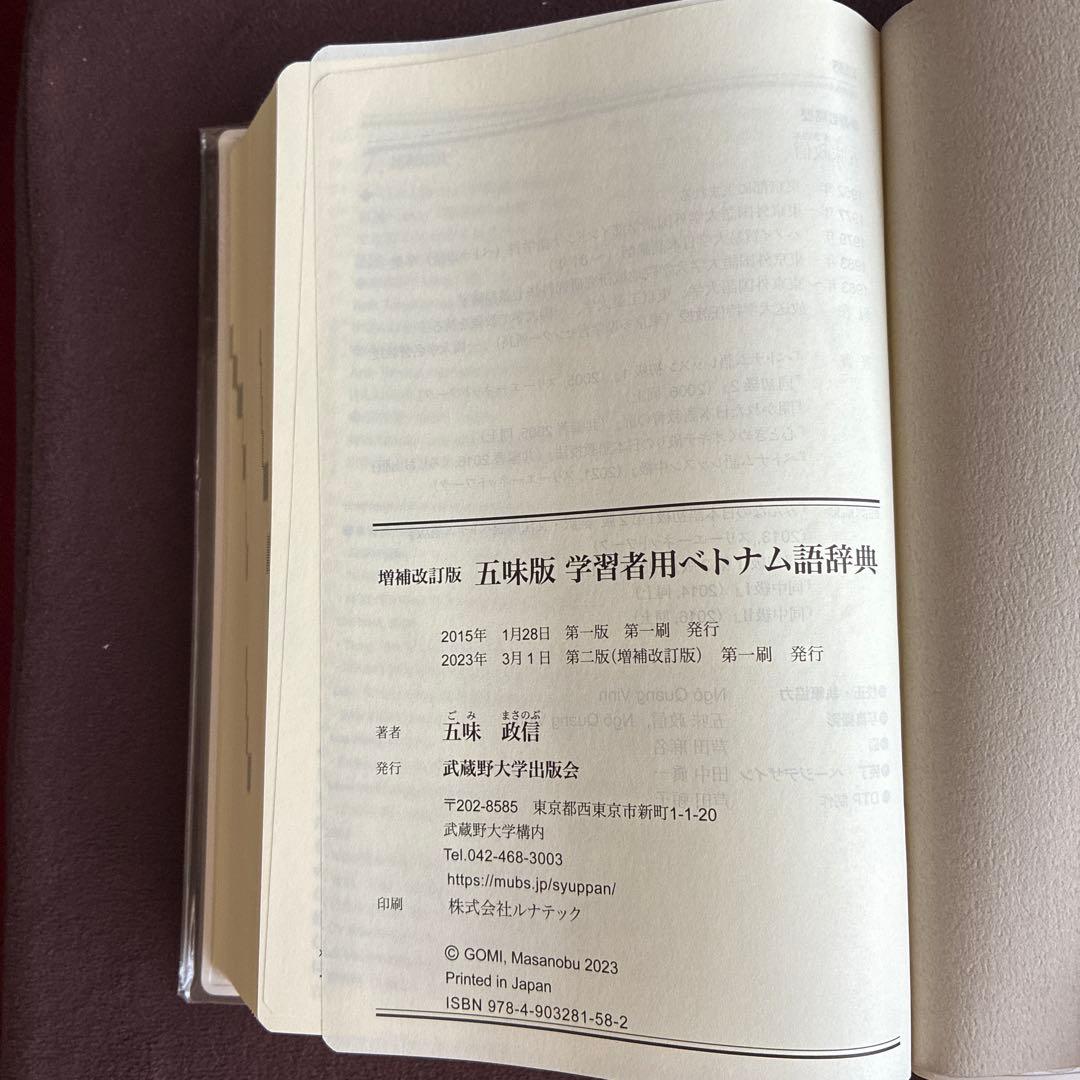 増補改訂版 五味版 学習者用ベトナム語辞典
2015年 1月28日 第一版 第一刷 発行
2023年 3月1日 第二版(増補改訂版) 第一刷 発行
ごみ まさのぶ
著者 五味 政信
発行 武蔵野大学出版会
〒202-8585 東京都西東京市新町1-1-20
武蔵野大学構内
Tel.042-468-3003
https://mubs.jp/syuppan/
印刷 株式会社ルナテック
© GOMI, Masanobu 2023
Printed in Japan
ISBN 978-4-903281-58-2